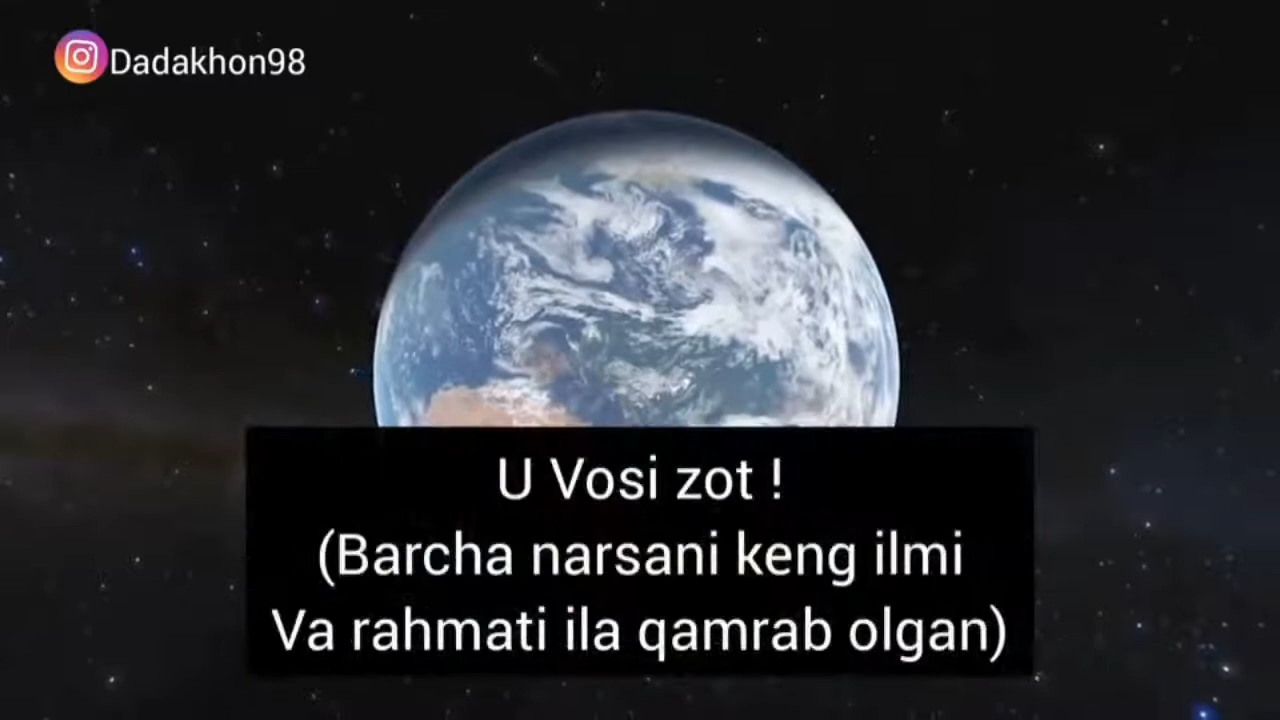 Dadakhon98
U Vosi zot !
(Barcha narsani keng ilmi
Va rahmati ila qamrab olgan)